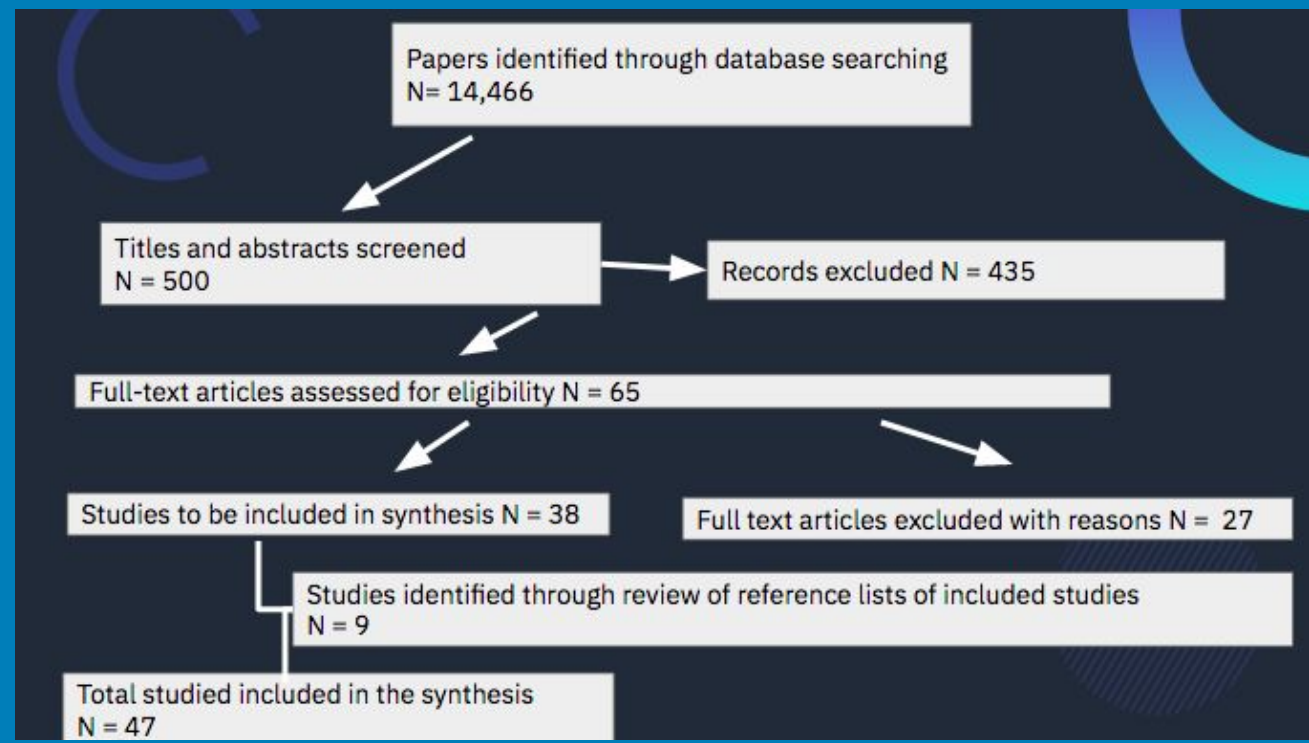 Papers identified through database searching
N= 14,466
Titles and abstracts screened
N = 500
Records excluded N = 435
Full-text articles assessed for eligibility N = 65
Studies to be included in synthesis N = 38
Full text articles excluded with reasons N = 27
Studies identified through review of reference lists of included studies
N = 9
Total studied included in the synthesis
N = 47